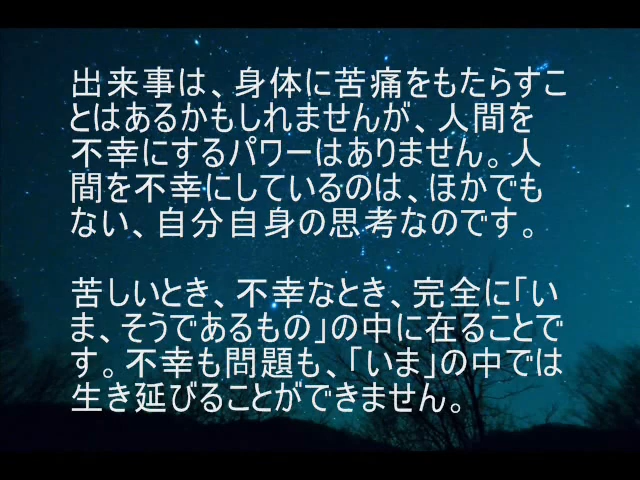 出来事は、身体に苦痛をもたらすこ
とはあるかもしれませんが、人間を
不幸にするパワーはありません。人
間を不幸にしているのは、ほかでも
ない、自分自身の思考なのです。
苦しいとき、不幸なとき、完全に「い
ま、そうであるもの」の中に在ることで
す。不幸も問題も、「いま」の中では
生き延びることができません。